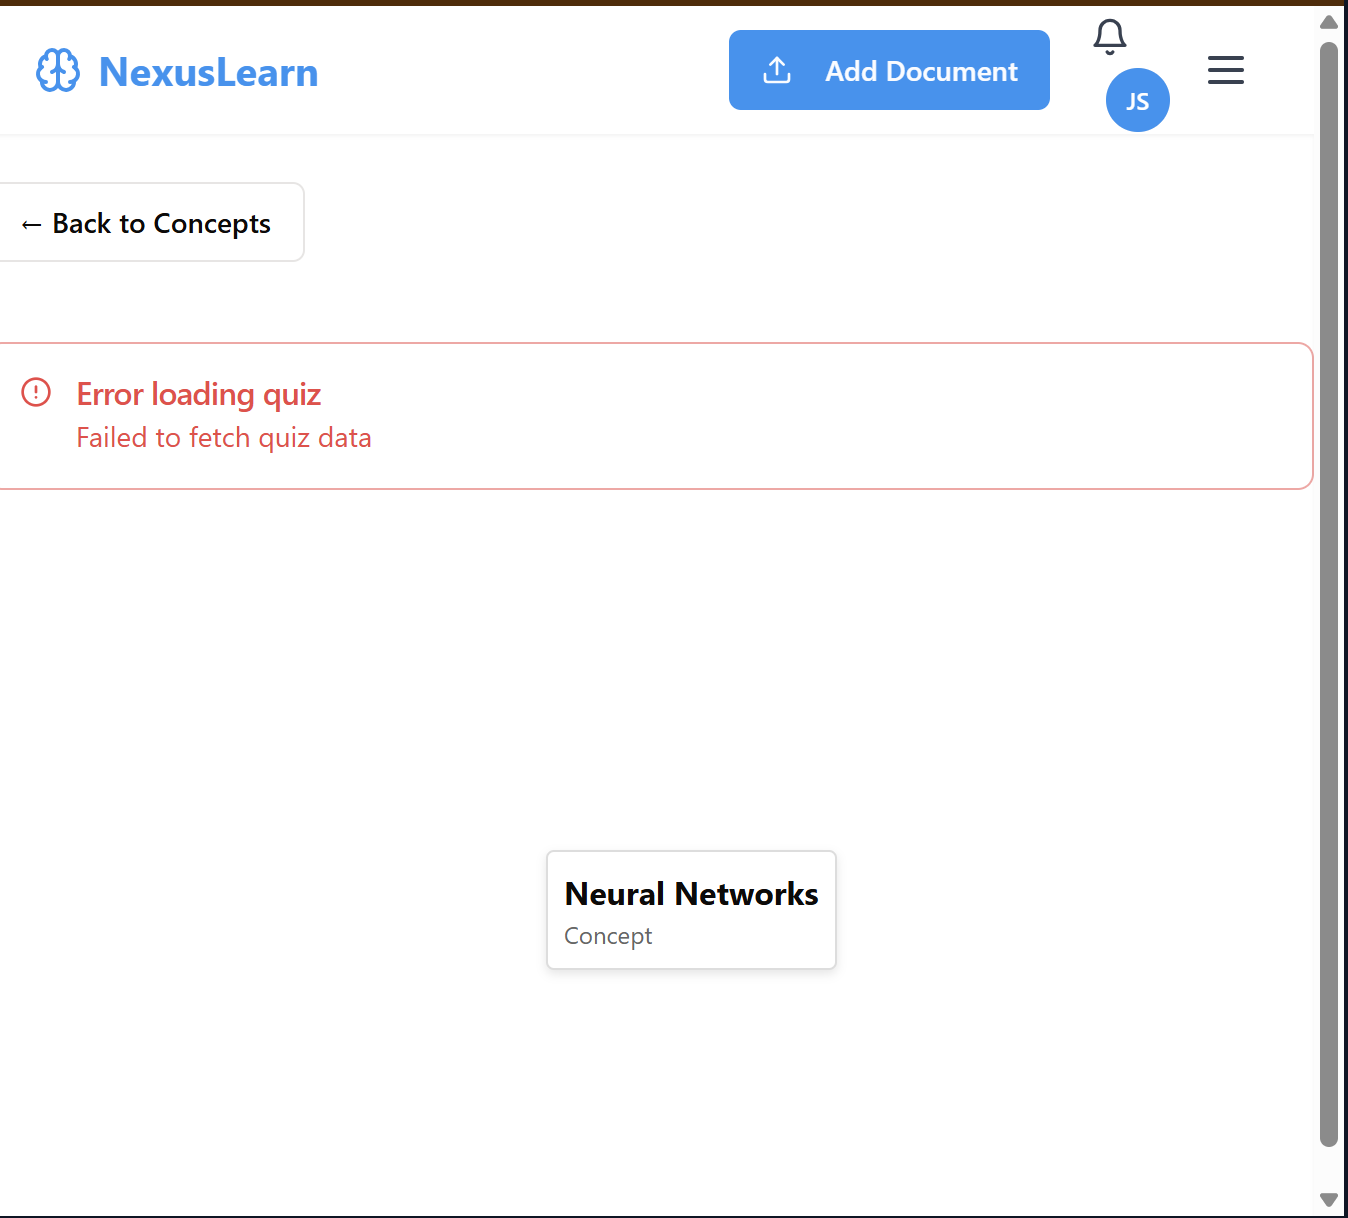 NexusLearn
Add Document
JS
← Back to Concepts
Error loading quiz
Failed to fetch quiz data
Neural Networks
Concept